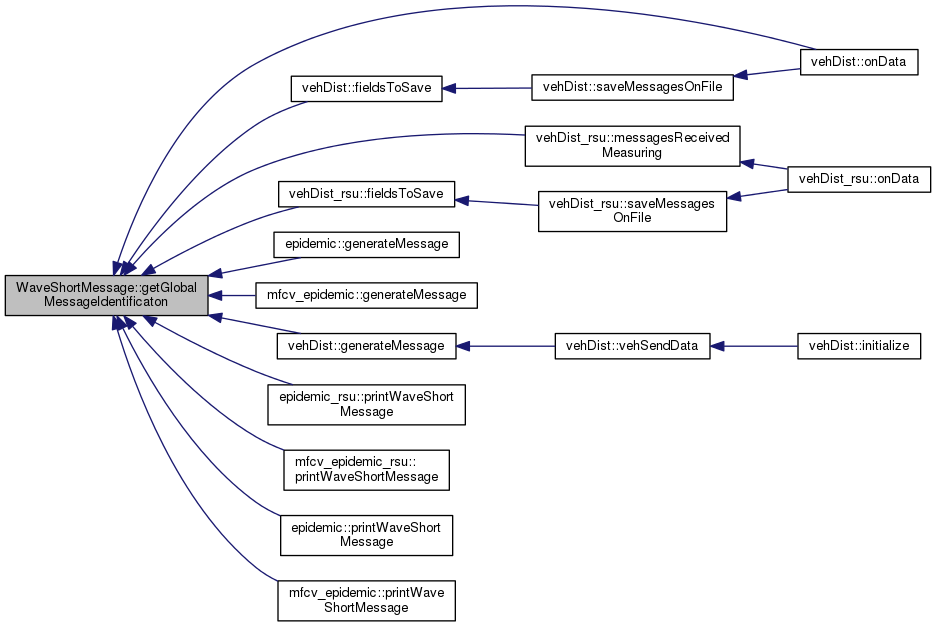 vehDist::onData
vehDist::fieldsToSave
vehDist::saveMessagesOnFile
vehDist_rsu::messagesReceived
Measuring
vehDist_rsu::onData
vehDist_rsu::fieldsToSave
vehDist_rsu::saveMessages
OnFile
epidemic::generateMessage
WaveShortMessage::getGlobal
MessageIdentificaton
mfcv_epidemic::generateMessage
vehDist::generateMessage
vehDist::vehSendData
vehDist::initialize
epidemic_rsu::printWaveShort
Message
mfcv_epidemic_rsu::
printWaveShortMessage
epidemic::printWaveShort
Message
mfcv_epidemic::printWave
ShortMessage